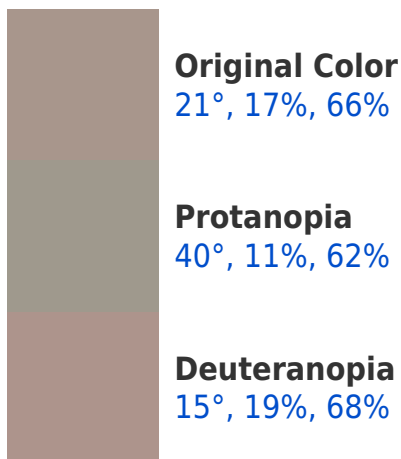 Original Color
21°, 17%, 66%
Protanopia
40°, 11%, 62%
Deuteranopia
15°, 19%, 68%